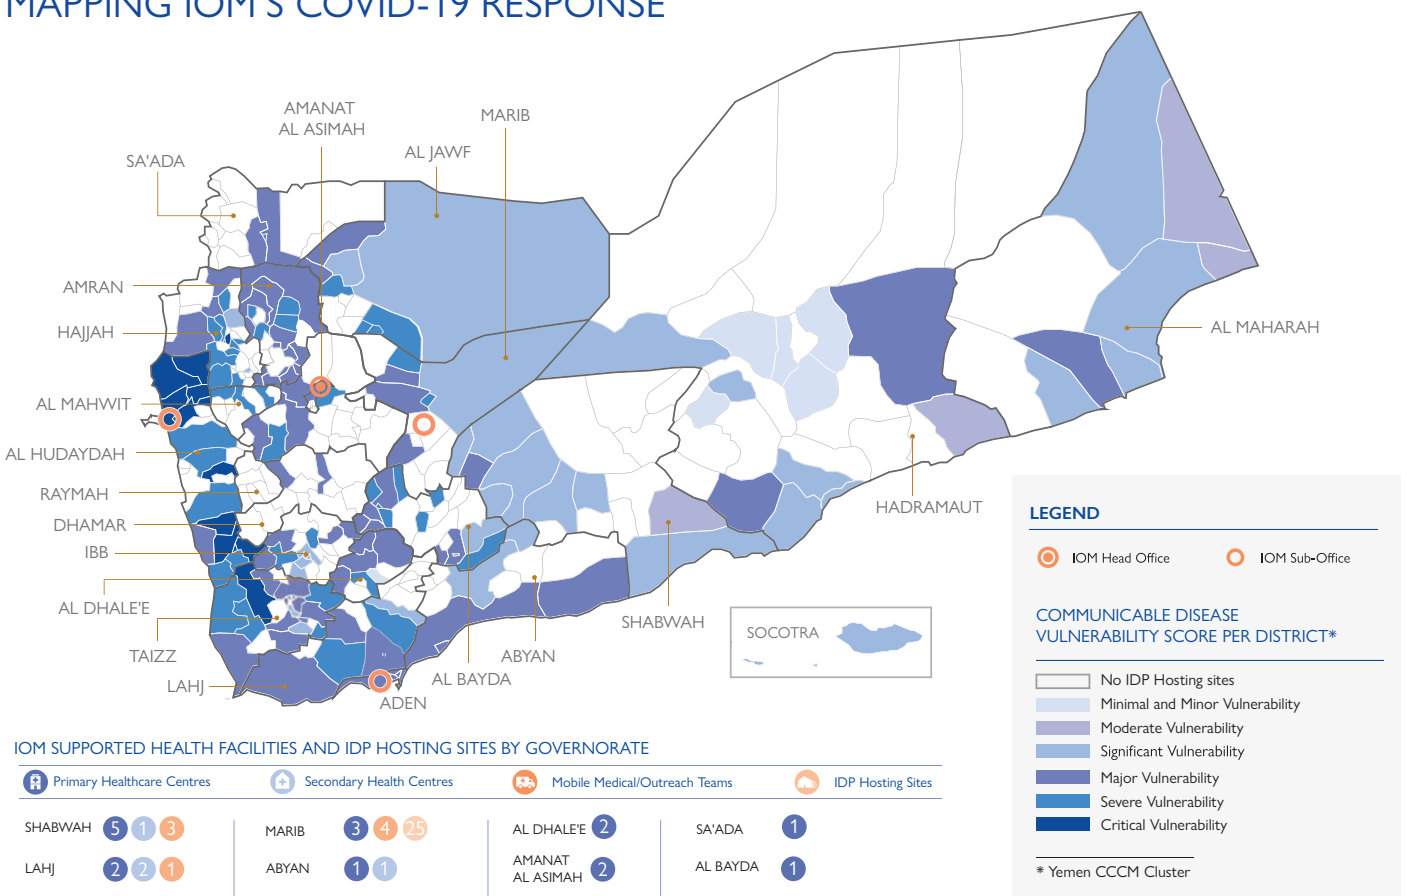 MAPPING IOM'S COVID-19 RESPONSE
AMANAT
AL ASIMAH
MARIB
AL JAWF
SA'ADA
AMRAN
HAJJAH
AL MAHWIT
AL HUDAYDAH
RAYMAH
DHAMAR
IBB
AL DHALE'E
TAIZZ
LAHJ
ADEN
AL BAYDA
ABYAN
SHABWAH
HADRAMAUT
AL MAHARAH
SOCOTRA
LEGEND
IOM Head Office
IOM Sub-Office
COMMUNICABLE DISEASE
VULNERABILITY SCORE PER DISTRICT*
No IDP Hosting sites
Minimal and Minor Vulnerability
Moderate Vulnerability
Significant Vulnerability
Major Vulnerability
Severe Vulnerability
Critical Vulnerability
* Yemen CCCM Cluster
IOM SUPPORTED HEALTH FACILITIES AND IDP HOSTING SITES BY GOVERNORATE
Primary Healthcare Centres
Secondary Health Centres
Mobile Medical/Outreach Teams
IDP Hosting Sites
SHABWAH 5 1 3
LAHJ 2 2 1
MARIB 3 4 25
ABYAN 1 1
AL DHALE'E 2
AMANAT
AL ASIMAH 2
SA'ADA 1
AL BAYDA 1